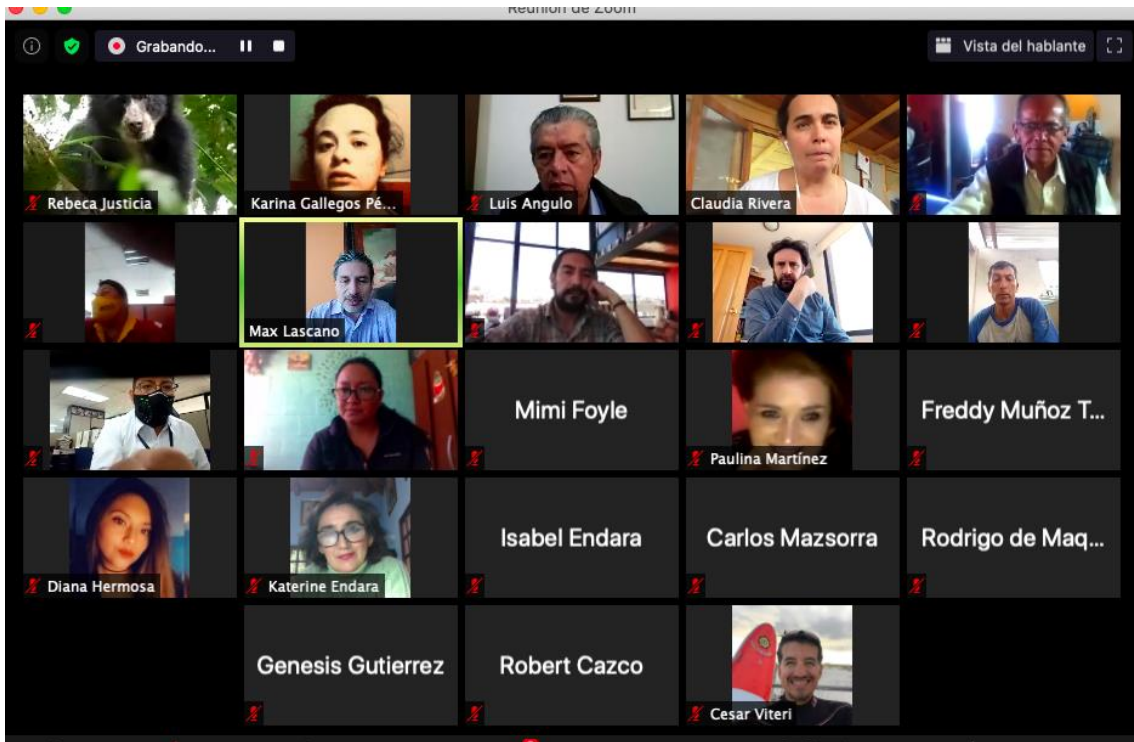 Reunión de Zoom
Grabando...
Vista del hablante
Rebeca Justicia
Karina Gallegos Pé...
Luis Angulo
Claudia Rivera
Max Lascano
Mimi Foyle
Paulina Martínez
Freddy Muñoz T...
Diana Hermosa
Katerine Endara
Isabel Endara
Carlos Mazsorra
Rodrigo de Maq...
Genesis Gutierrez
Robert Cazco
Cesar Viteri